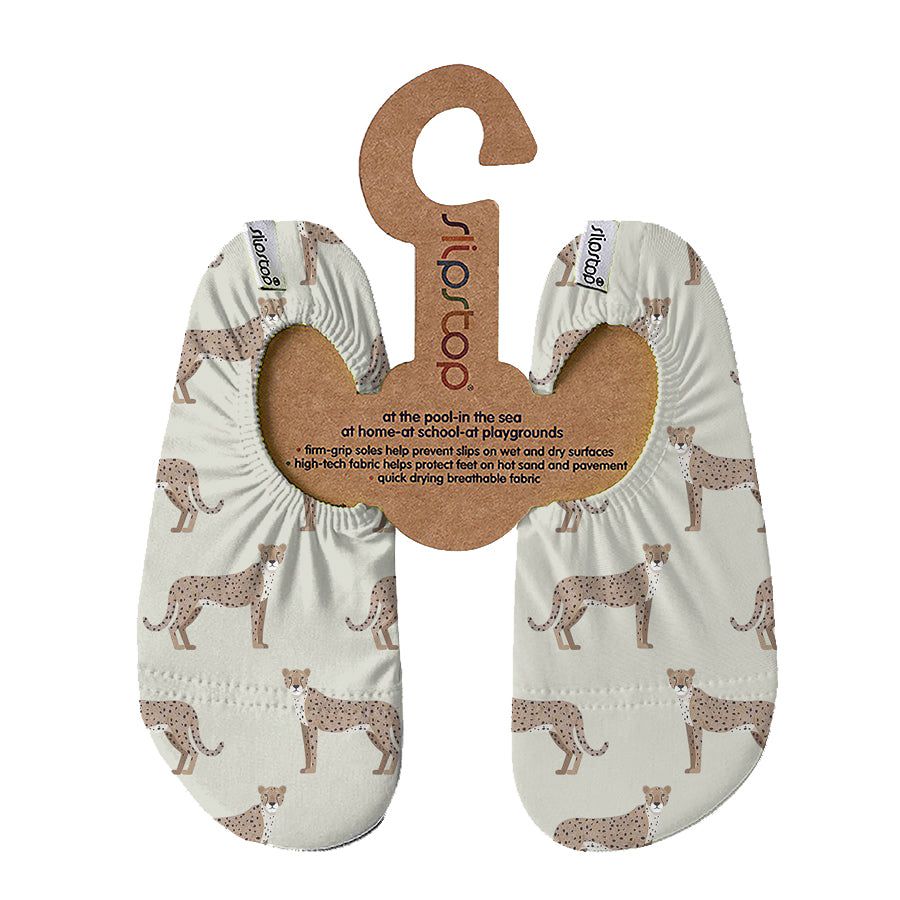 slipstop®
slipstop®
slipstop®
at the pool-in the sea
at home-at school-at playgrounds
• firm-grip soles help prevent slips on wet and dry surfaces
• high-tech fabric helps protect feet on hot sand and pavement
• quick drying breathable fabric